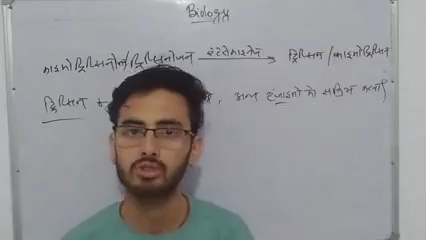 Biology
काइमोट्रिप्सिनोजन/ट्रिप्सिनोजन एंटेरोकाइनेज ट्रिप्सिन/काइमोट्रिप्सिन
ट्रिप्सिन , अन्य एंजाइमों को सक्रिय करता